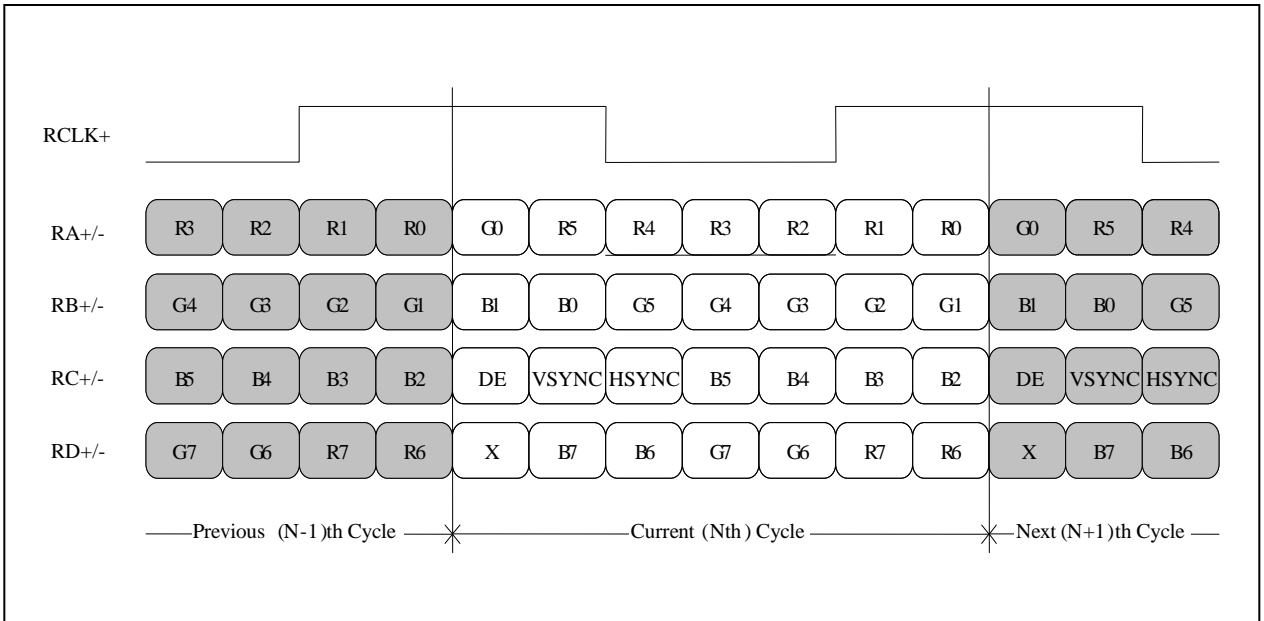 RCLK+
RA+/- R3 R2 R1 R0 G0 R5 R4 R3 R2 R1 R0 G0 R5 R4
RB+/- G4 G3 G2 G1 B1 B0 G5 G4 G3 G2 G1 B1 B0 G5
RC+/- B5 B4 B3 B2 DE VSYNC HSYNC B5 B4 B3 B2 DE VSYNC HSYNC
RD+/- G7 G6 R7 R6 X B7 B6 G7 G6 R7 R6 X B7 B6
Previous (N-1)th Cycle Current (Nth) Cycle Next (N+1)th Cycle